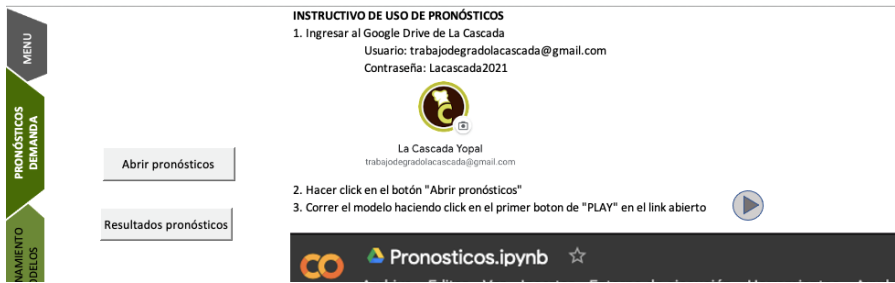 INSTRUCTIVO DE USO DE PRONÓSTICOS
1. Ingresar al Google Drive de La Cascada
Usuario: trabajodegradolacascada@gmail.com
Contraseña: Lacascada2021
La Cascada Yopal
trabajodegradolacascada@gmail.com
2. Hacer click en el botón "Abrir pronósticos"
3. Correr el modelo haciendo click en el primer boton de "PLAY" en el link abierto
MENU
PRONÓSTICOS
DEMANDA
Abrir pronósticos
Resultados pronósticos
Pronosticos.ipynb